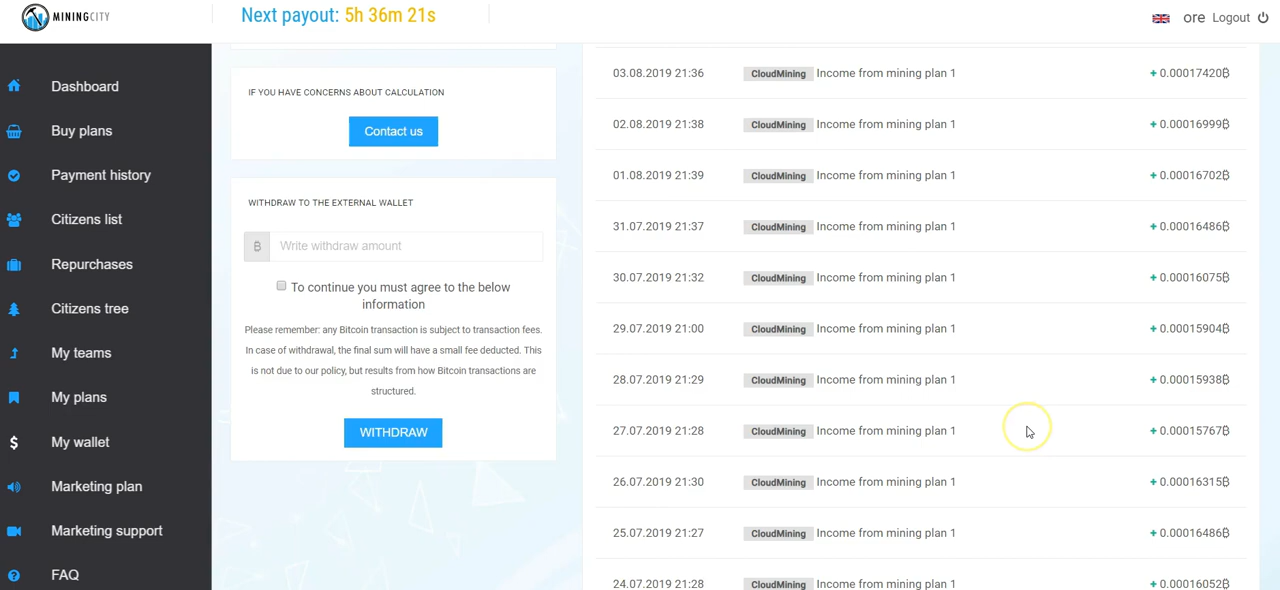 MININGCITY
Next payout: 5h 36m 21s
ore Logout
Dashboard
Buy plans
Payment history
Citizens list
Repurchases
Citizens tree
My teams
My plans
My wallet
Marketing plan
Marketing support
FAQ
IF YOU HAVE CONCERNS ABOUT CALCULATION
Contact us
WITHDRAW TO THE EXTERNAL WALLET
฿ Write withdraw amount
To continue you must agree to the below
information
Please remember: any Bitcoin transaction is subject to transaction fees.
In case of withdrawal, the final sum will have a small fee deducted. This
is not due to our policy, but results from how Bitcoin transactions are
structured.
WITHDRAW
03.08.2019 21:36 CloudMining Income from mining plan 1 + 0.00017420฿
02.08.2019 21:38 CloudMining Income from mining plan 1 + 0.00016999฿
01.08.2019 21:39 CloudMining Income from mining plan 1 + 0.00016702฿
31.07.2019 21:37 CloudMining Income from mining plan 1 + 0.00016486฿
30.07.2019 21:32 CloudMining Income from mining plan 1 + 0.00016075฿
29.07.2019 21:00 CloudMining Income from mining plan 1 + 0.00015904฿
28.07.2019 21:29 CloudMining Income from mining plan 1 + 0.00015938฿
27.07.2019 21:28 CloudMining Income from mining plan 1 + 0.00015767฿
26.07.2019 21:30 CloudMining Income from mining plan 1 + 0.00016315฿
25.07.2019 21:27 CloudMining Income from mining plan 1 + 0.00016486฿
24.07.2019 21:28 CloudMining Income from mining plan 1 + 0.00016052฿